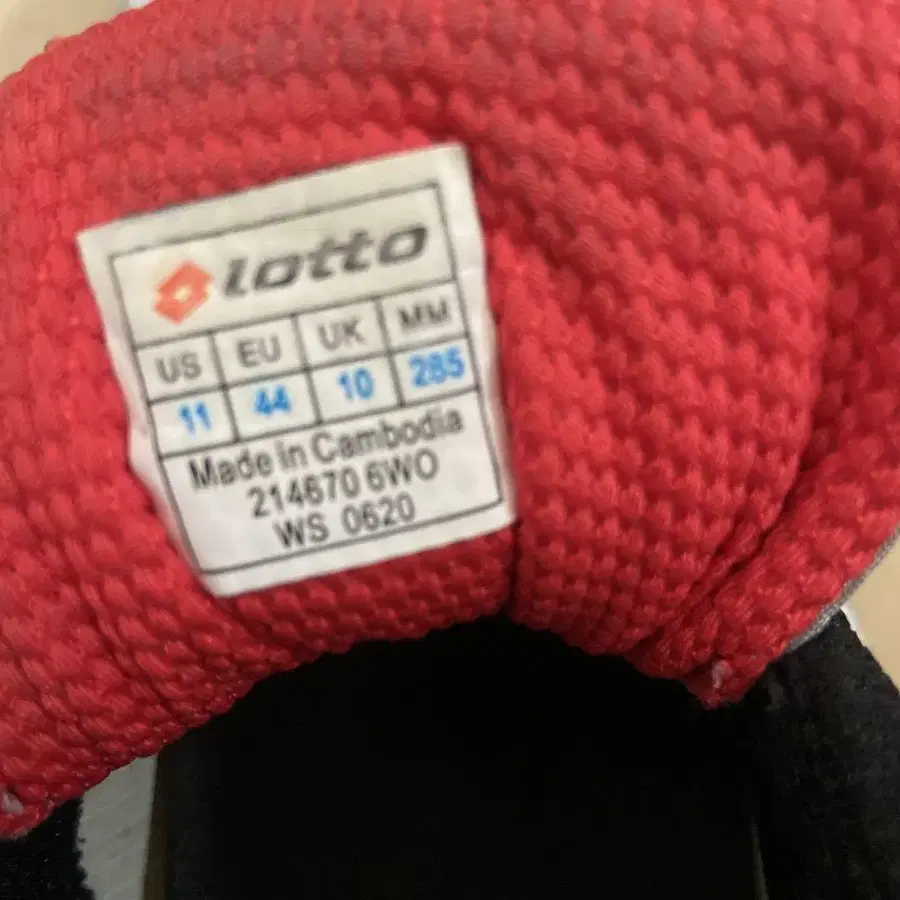 lotto
US EU UK MM
11 44 10 285
Made in Cambodia
214670 6WO
WS 0620